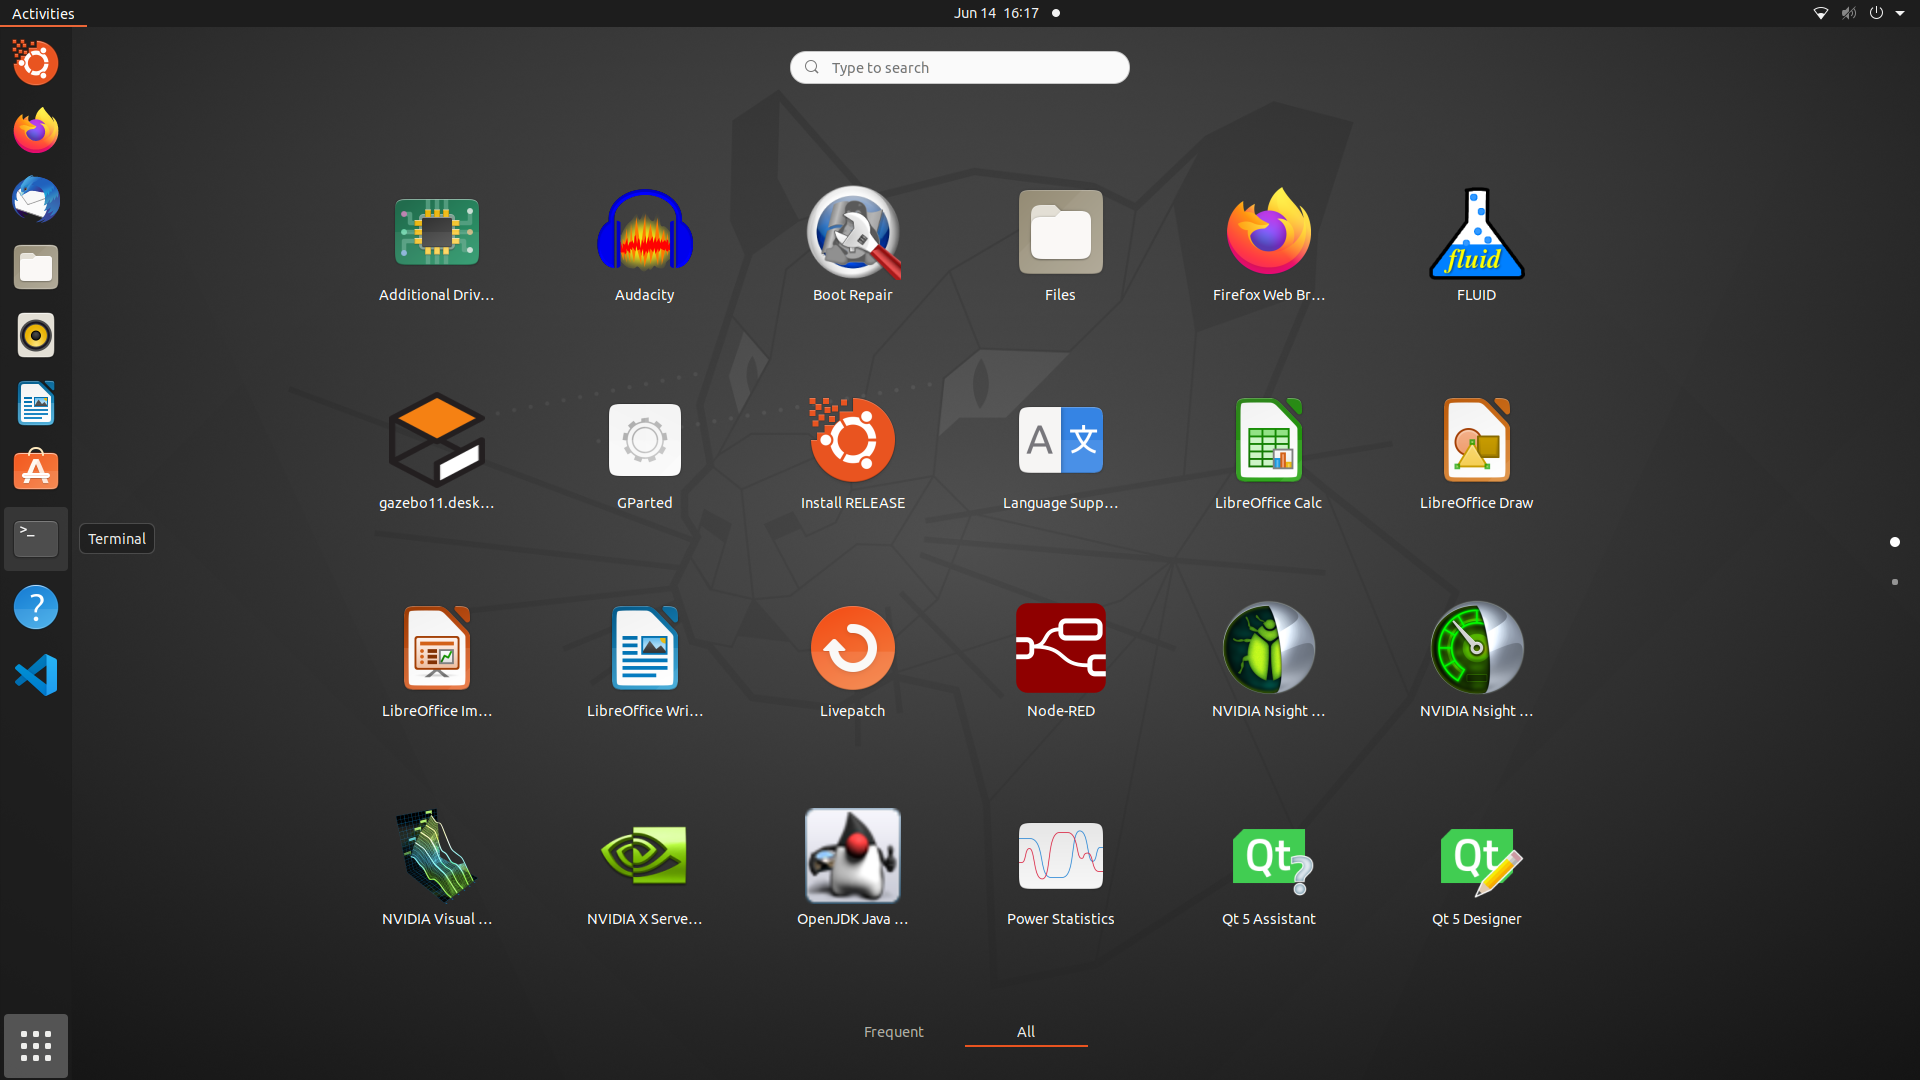 Activities
Jun 14 16:17
Type to search
Additional Driv...
Audacity
Boot Repair
Files
Firefox Web Br...
fluid
FLUID
gazebo11.desk...
GParted
Install RELEASE
A 文
Language Supp...
LibreOffice Calc
LibreOffice Draw
>_
Terminal
?
LibreOffice Im...
LibreOffice Wri...
Livepatch
Node-RED
NVIDIA Nsight ...
NVIDIA Nsight ...
Qt ?
Qt
NVIDIA Visual ...
NVIDIA X Serve...
OpenJDK Java ...
Power Statistics
Qt 5 Assistant
Qt 5 Designer
Frequent
All